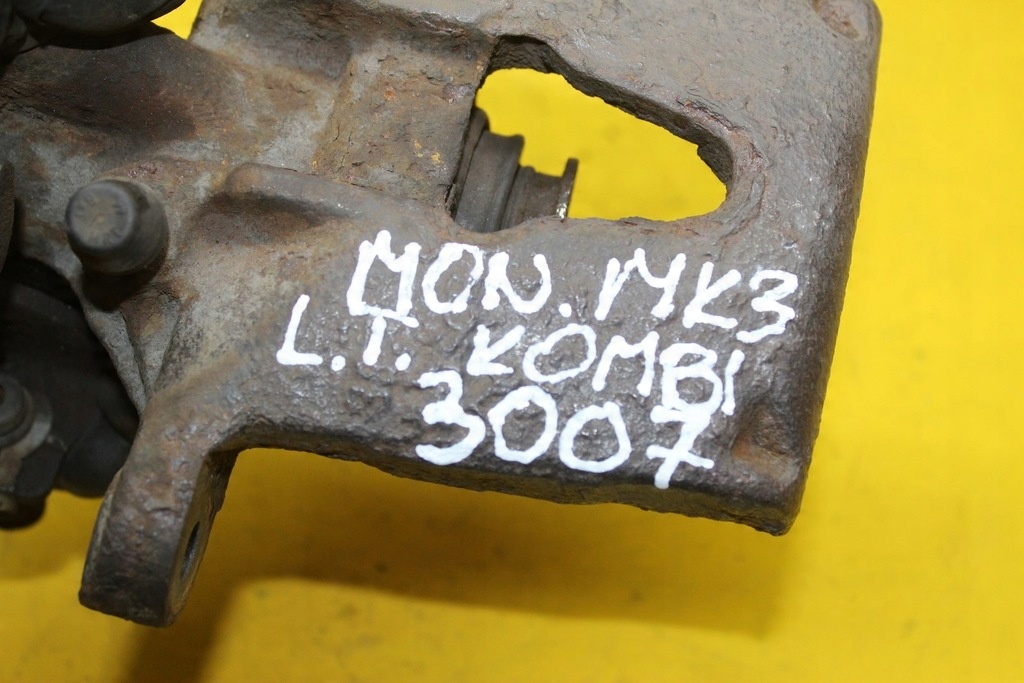 MON. MK3
L.T. KOMBI
3007